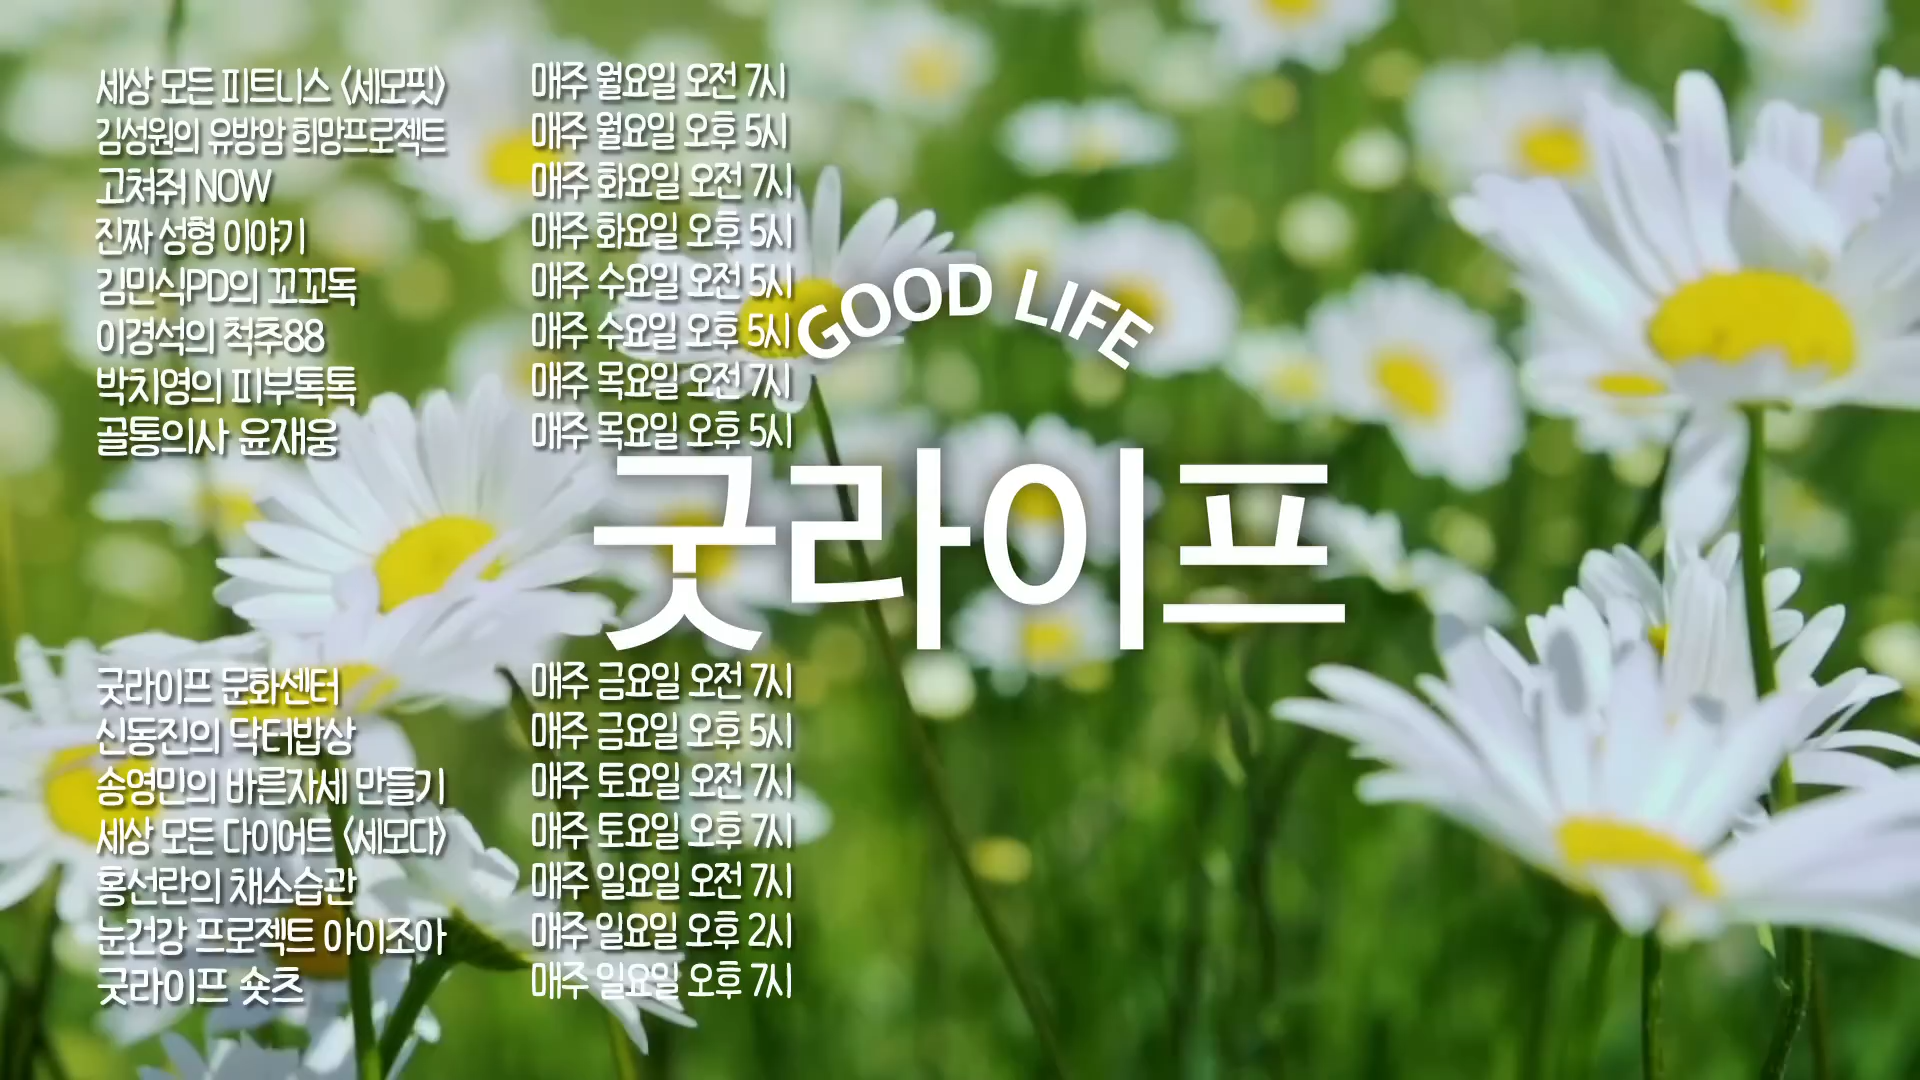 세상 모든 피트니스 <세모핏> 매주 월요일 오전 7시
김성원의 유방암 희망프로젝트 매주 월요일 오후 5시
고쳐줘 NOW 매주 화요일 오전 7시
진짜 성형 이야기 매주 화요일 오후 5시
김민식PD의 꼬꼬독 매주 수요일 오전 5시
이경석의 척추88 매주 수요일 오후 5시
박치영의 피부톡톡 매주 목요일 오전 7시
골통의사 윤재웅 매주 목요일 오후 5시
GOOD LIFE
굿라이프
굿라이프 문화센터 매주 금요일 오전 7시
신동진의 닥터밥상 매주 금요일 오후 5시
송영민의 바른자세 만들기 매주 토요일 오전 7시
세상 모든 다이어트 <세모다> 매주 토요일 오후 7시
홍선란의 채소습관 매주 일요일 오전 7시
눈건강 프로젝트 아이조아 매주 일요일 오후 2시
굿라이프 숏츠 매주 일요일 오후 7시